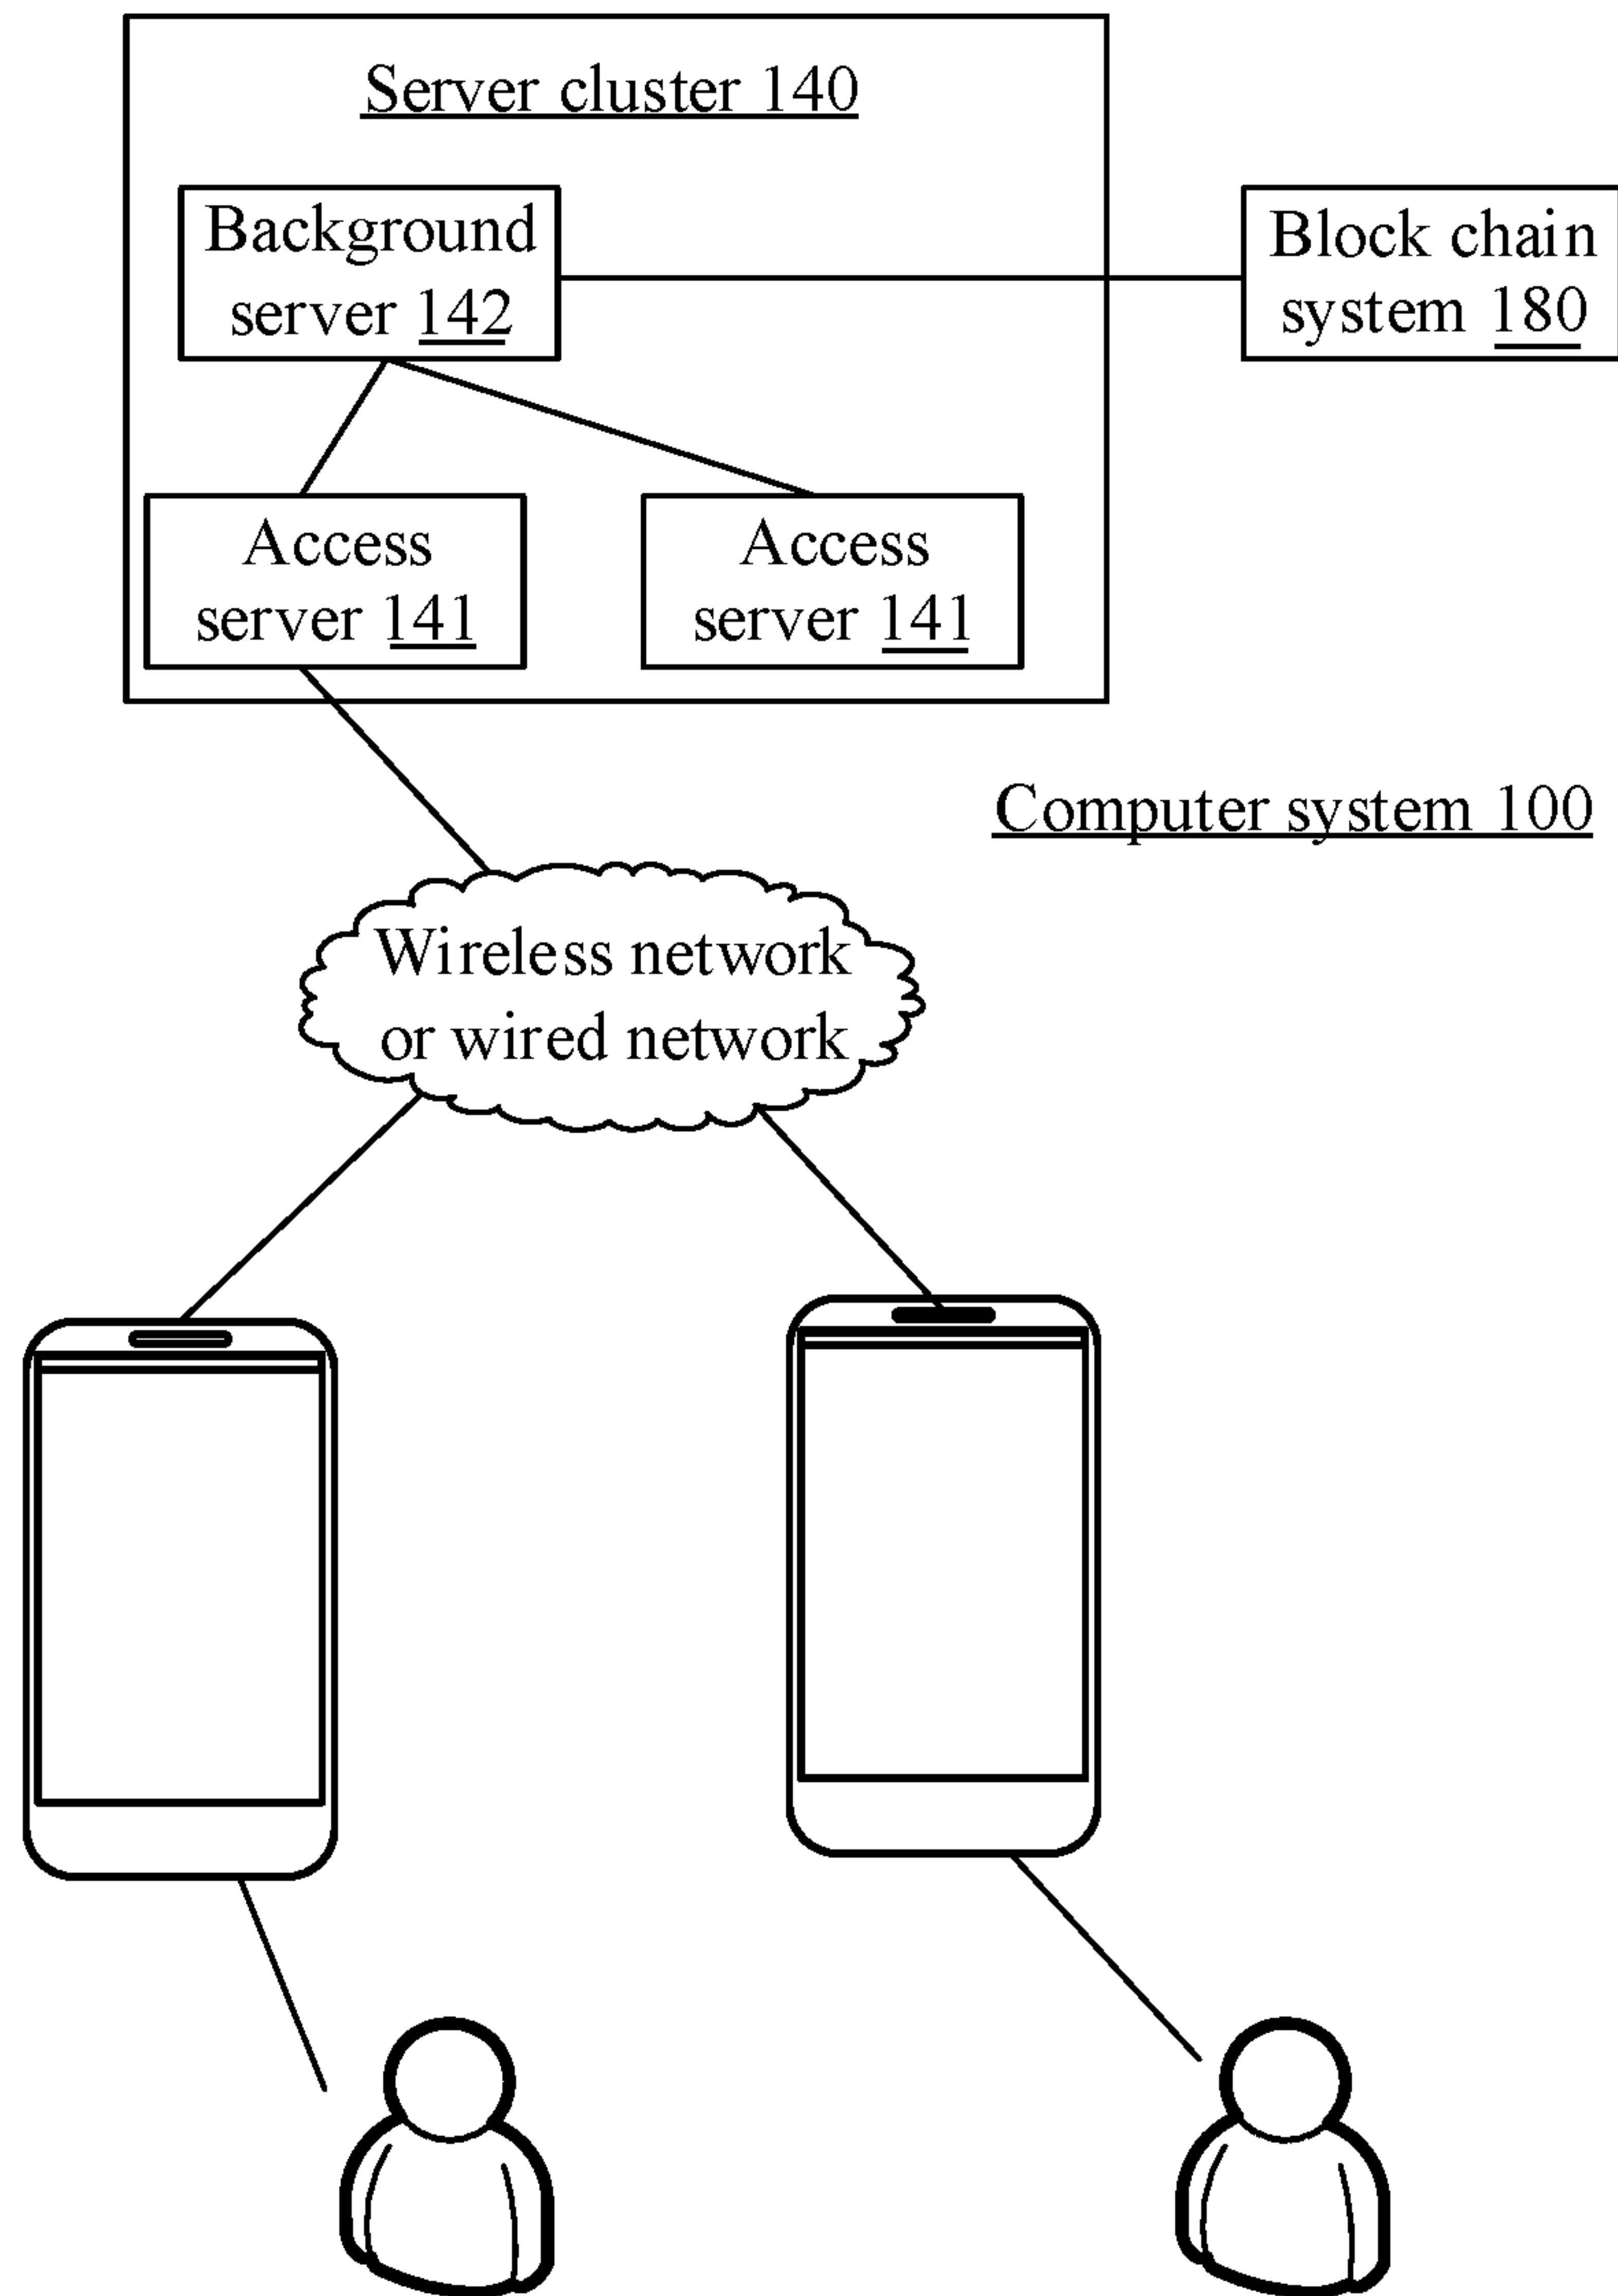 Server cluster 140
Background
server 142
Block chain
system 180
Access
server 141
Access
server 141
Computer system 100
Wireless network
or wired network